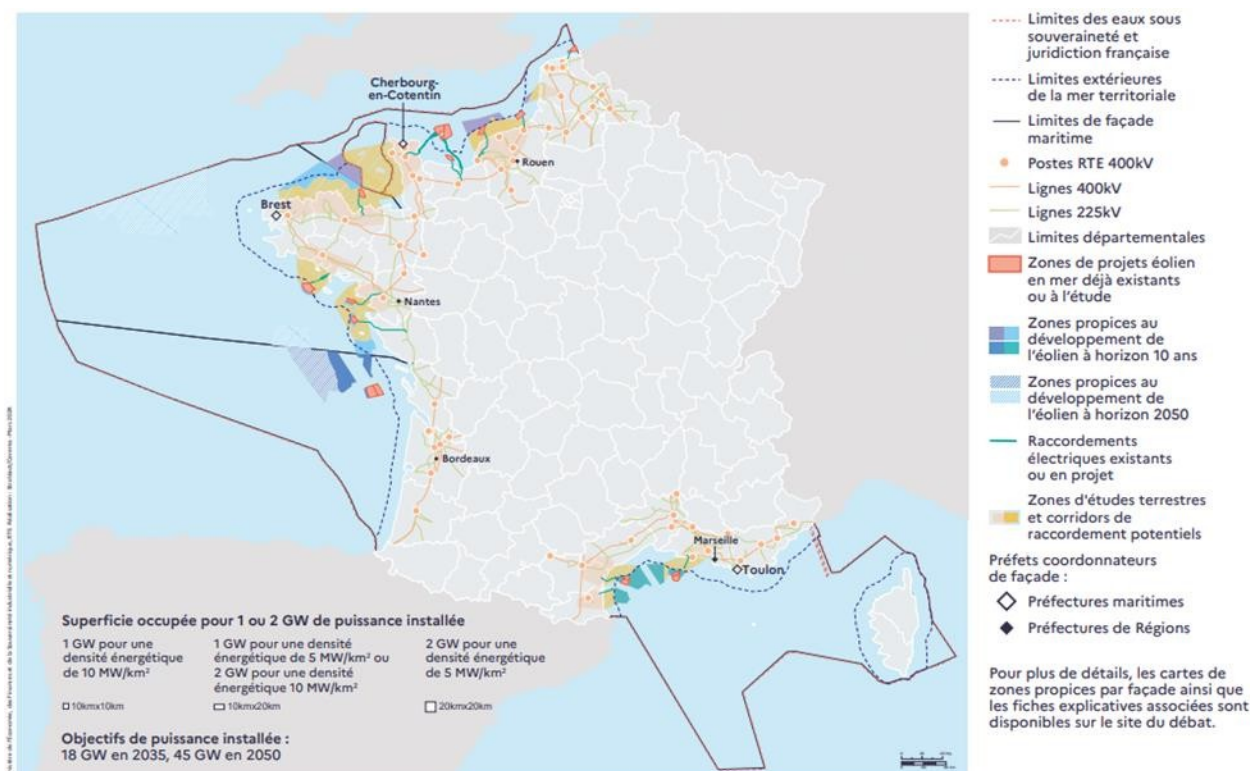 Cherbourg-
en-Cotentin
Rouen
Brest
Nantes
Bordeaux
Marseille
Toulon
Superficie occupée pour 1 ou 2 GW de puissance installée
1 GW pour une
densité énergétique
de 10 MW/km²
10kmx10km
1 GW pour une densité
énergétique de 5 MW/km² ou
2 GW pour une densité
énergétique 10 MW/km²
10kmx20km
2 GW pour une
densité énergétique
de 5 MW/km²
20kmx20km
Objectifs de puissance installée :
18 GW en 2035, 45 GW en 2050
Limites des eaux sous
souveraineté et
juridiction française
Limites extérieures
de la mer territoriale
Limites de façade
maritime
Postes RTE 400kV
Lignes 400kV
Lignes 225kV
Limites départementales
Zones de projets éolien
en mer déjà existants
ou à l'étude
Zones propices au
développement de
l'éolien à horizon 10 ans
Zones propices au
développement de
l'éolien à horizon 2050
Raccordements
électriques existants
ou en projet
Zones d'études terrestres
et corridors de
raccordement potentiels
Préfets coordonnateurs
de façade :
Préfectures maritimes
Préfectures de Régions
Pour plus de détails, les cartes de
zones propices par façade ainsi que
les fiches explicatives associées sont
disponibles sur le site du débat.